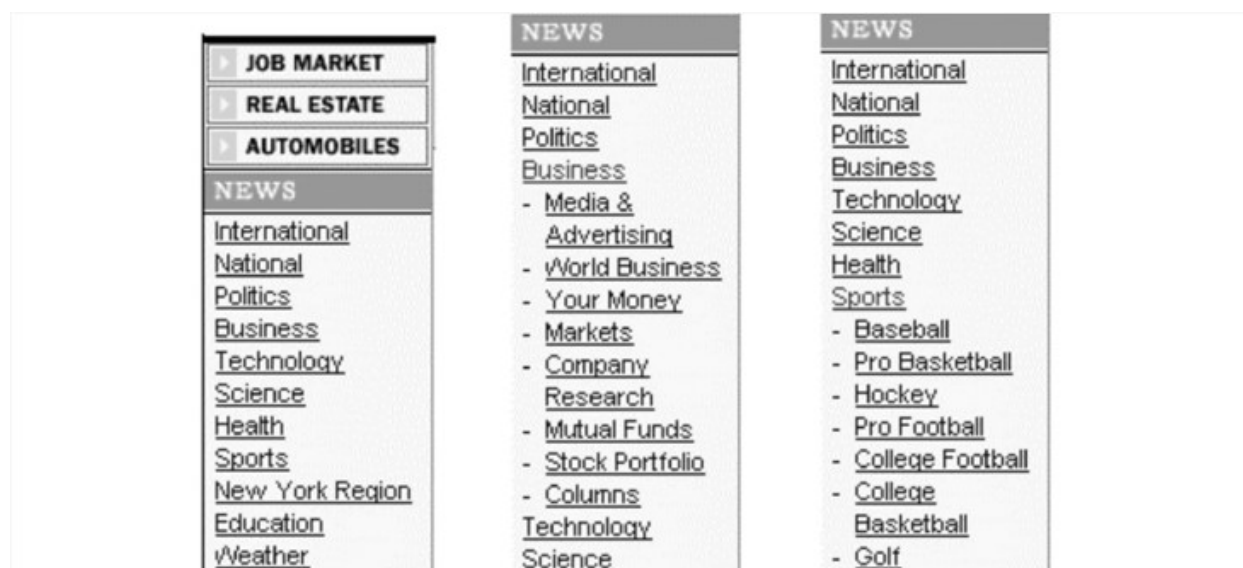 JOB MARKET
REAL ESTATE
AUTOMOBILES
NEWS
International
National
Politics
Business
Technology
Science
Health
Sports
New York Region
Education
Weather
NEWS
International
National
Politics
Business
- Media &
Advertising
- World Business
- Your Money
- Markets
- Company
Research
- Mutual Funds
- Stock Portfolio
- Columns
Technology
Science
NEWS
International
National
Politics
Business
Technology
Science
Health
Sports
- Baseball
- Pro Basketball
- Hockey
- Pro Football
- College Football
- College
Basketball
- Golf